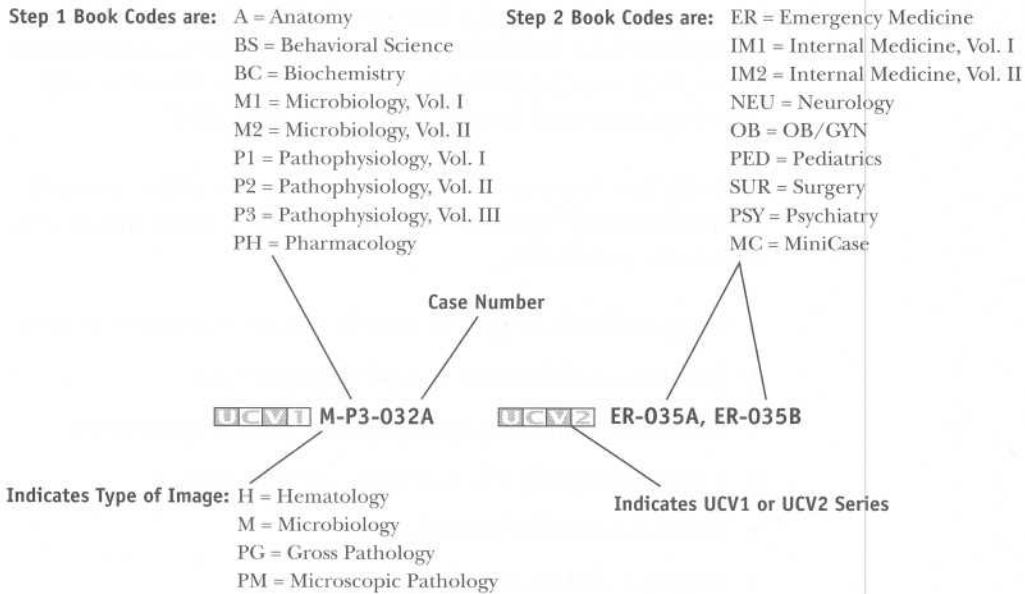 Step 1 Book Codes are: A = Anatomy
BS = Behavioral Science
BC = Biochemistry
M1 = Microbiology, Vol. I
M2 = Microbiology, Vol. II
P1 = Pathophysiology, Vol. I
P2 = Pathophysiology, Vol. II
P3 = Pathophysiology, Vol. III
PH = Pharmacology
Step 2 Book Codes are: ER = Emergency Medicine
IM1 = Internal Medicine, Vol. I
IM2 = Internal Medicine, Vol. II
NEU = Neurology
OB = OB/GYN
PED = Pediatrics
SUR = Surgery
PSY = Psychiatry
MC = MiniCase
Case Number
UCV1 M-P3-032A
UCV2 ER-035A, ER-035B
Indicates Type of Image: H = Hematology
M = Microbiology
PG = Gross Pathology
PM = Microscopic Pathology
Indicates UCV1 or UCV2 Series